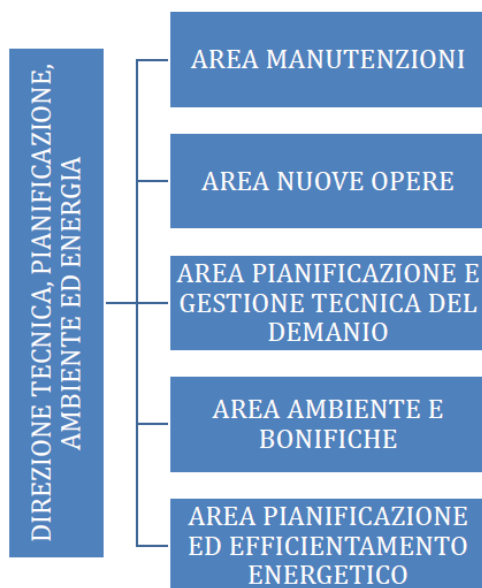 DIREZIONE TECNICA, PIANIFICAZIONE,
AMBIENTE ED ENERGIA
AREA MANUTENZIONI
AREA NUOVE OPERE
AREA PIANIFICAZIONE E
GESTIONE TECNICA DEL
DEMANIO
AREA AMBIENTE E
BONIFICHE
AREA PIANIFICAZIONE
ED EFFICIENTAMENTO
ENERGETICO